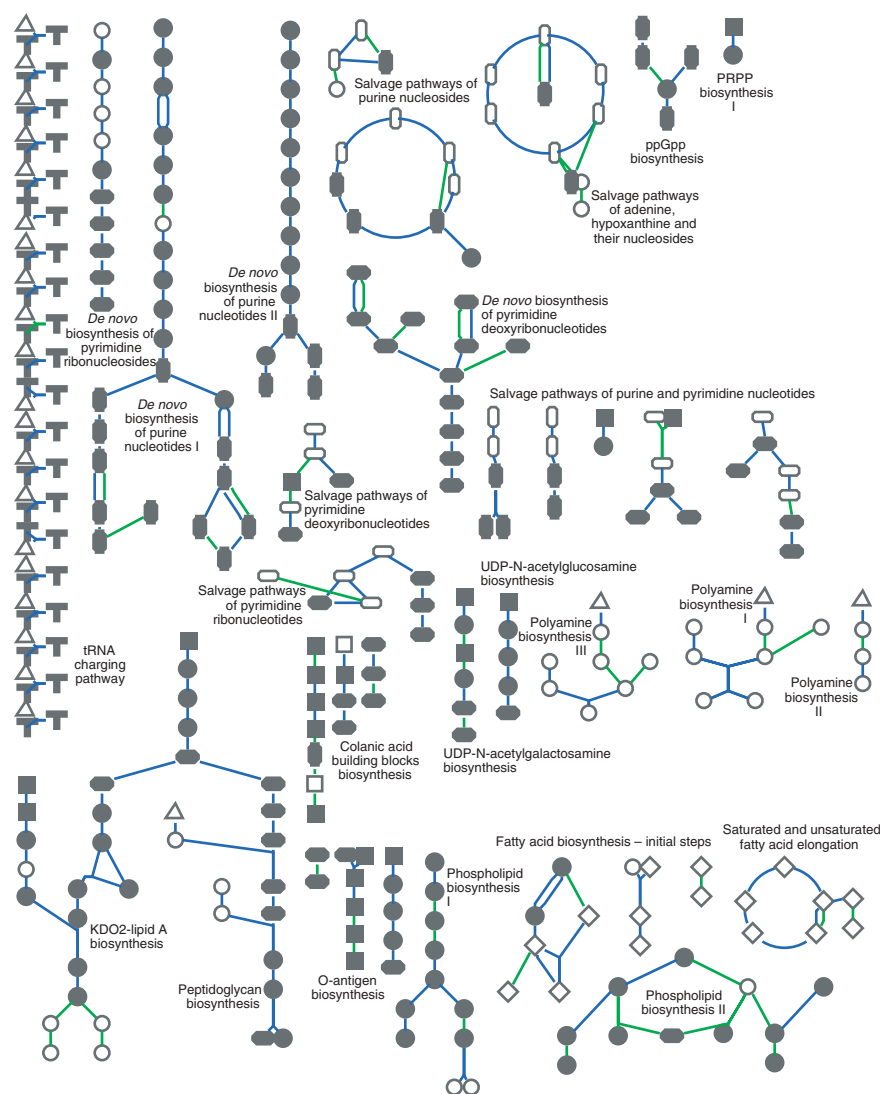 Salvage pathways of
purine nucleosides
PRPP
biosynthesis
I
ppGpp
biosynthesis
Salvage pathways
of adenine,
hypoxanthine and
their nucleosides
De novo
biosynthesis
of purine
nucleotides II
De novo biosynthesis
of pyrimidine
deoxyribonucleotides
De novo
biosynthesis of
pyrimidine
ribonucleosides
Salvage pathways of purine and pyrimidine nucleotides
De novo
biosynthesis
of purine
nucleotides I
Salvage pathways of
pyrimidine
deoxyribonucleotides
Salvage pathways
of pyrimidine
ribonucleotides
UDP-N-acetylglucosamine
biosynthesis
Polyamine
biosynthesis
III
Polyamine
biosynthesis
I
Polyamine
biosynthesis
II
tRNA
charging
pathway
Colanic acid
building blocks
biosynthesis
UDP-N-acetylgalactosamine
biosynthesis
Fatty acid biosynthesis – initial steps
Saturated and unsaturated
fatty acid elongation
Phospholipid
biosynthesis
I
KDO2-lipid A
biosynthesis
Peptidoglycan
biosynthesis
O-antigen
biosynthesis
Phospholipid
biosynthesis II